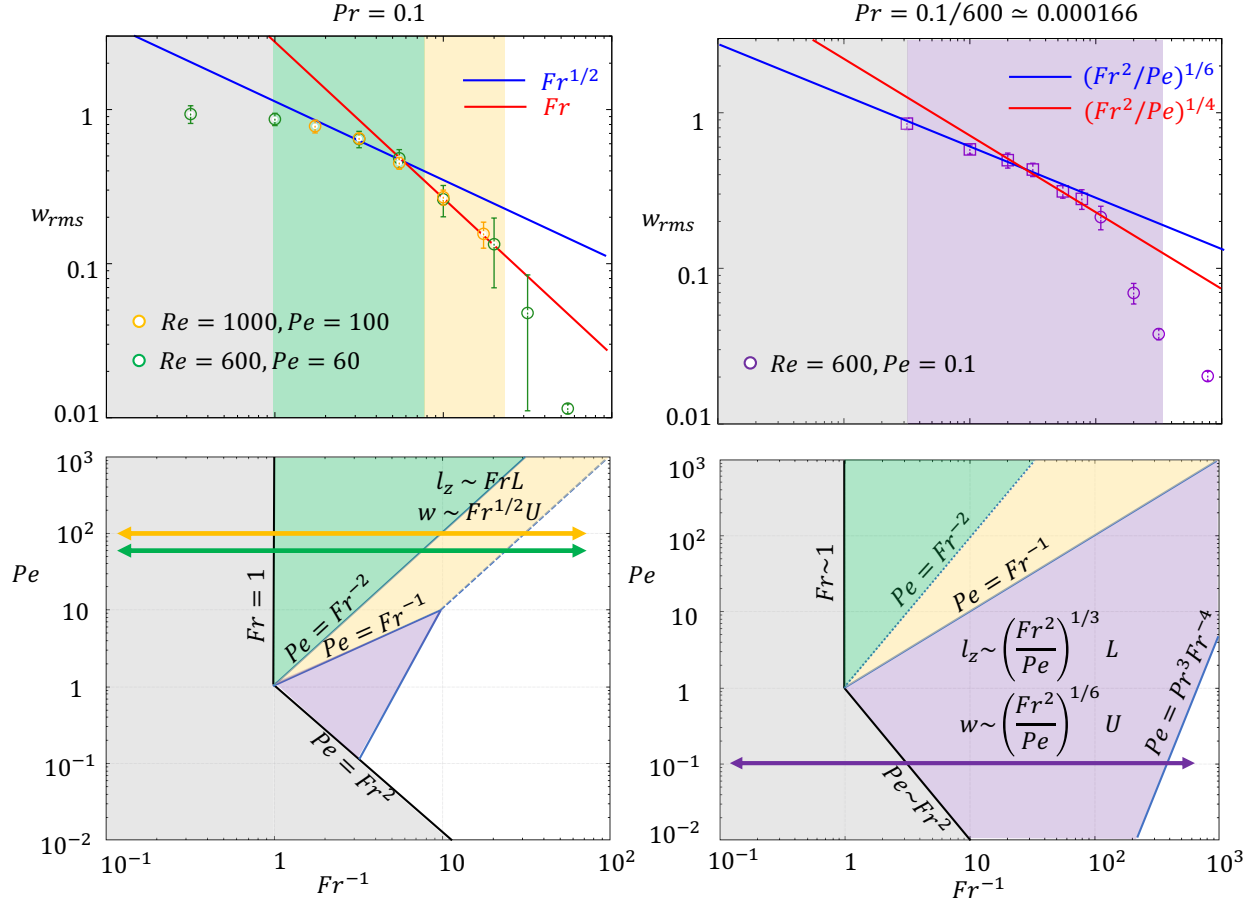 Pr = 0.1
1
w_rms
0.1
0.01
Fr^{1/2}
Fr
Re = 1000, Pe = 100
Re = 600, Pe = 60
Pr = 0.1/600 ≃ 0.000166
1
w_rms
0.1
0.01
(Fr^2/Pe)^{1/6}
(Fr^2/Pe)^{1/4}
Re = 600, Pe = 0.1
10^3
10^2
Pe
10
1
10^{-1}
10^{-2}
l_z ~ FrL
w ~ Fr^{1/2}U
Fr = 1
Pe = Fr^{-2}
Pe = Fr^{-1}
Pe = Fr^2
10^{-1}
1
10
10^2
Fr^{-1}
10^3
10^2
Pe
10
1
10^{-1}
10^{-2}
Fr~1
Pe = Fr^{-2}
Pe = Fr^{-1}
l_z~(Fr^2/Pe)^{1/3} L
w~(Fr^2/Pe)^{1/6} U
Pe = Pr^3Fr^{-4}
Pe~Fr^2
10^{-1}
1
10
10^2
10^3
Fr^{-1}